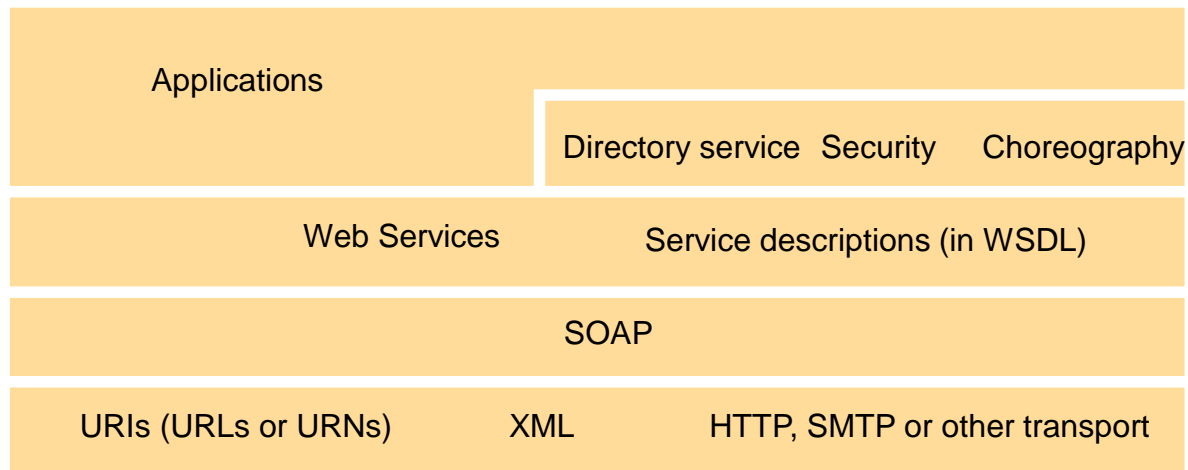 Applications
Directory service Security Choreography
Web Services Service descriptions (in WSDL)
SOAP
URIs (URLs or URNs) XML HTTP, SMTP or other transport